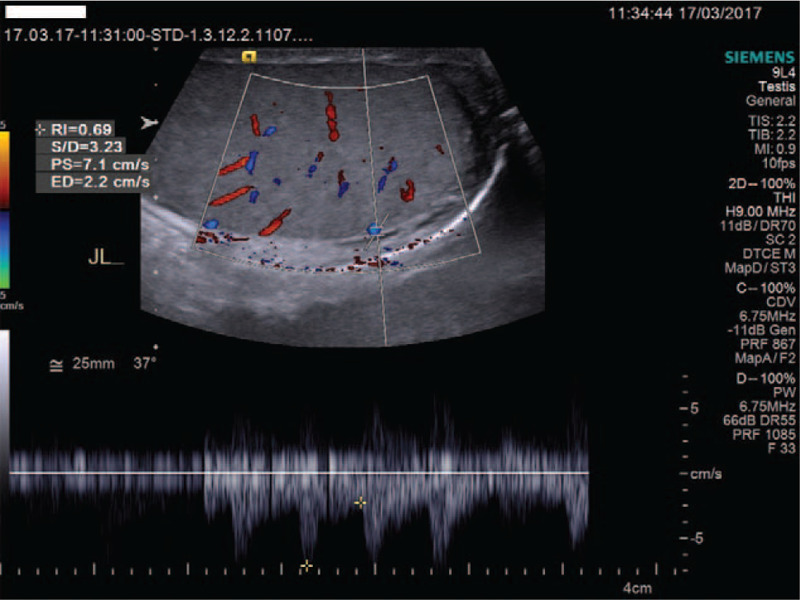 11:34:44 17/03/2017
17.03.17-11:31:00-STD-1.3.12.2.1107....
SIEMENS
9L4
Testis
General
TIS: 2.2
TIB: 2.2
MI: 0.9
10fps
2D–100%
THI
H9.00 MHz
11dB/DR70
SC 2
DTCE M
MapD/ST3
C–100%
CDV
6.75MHz
-11dB Gen
PRF 867
MapA/F2
D–100%
PW
6.75MHz
66dB DR55
PRF 1085
F 33
RI=0.69
S/D=3.23
PS=7.1 cm/s
ED=2.2 cm/s
5
5
cm/s
JL_
≅ 25mm 37°
5
cm/s
-5
4cm